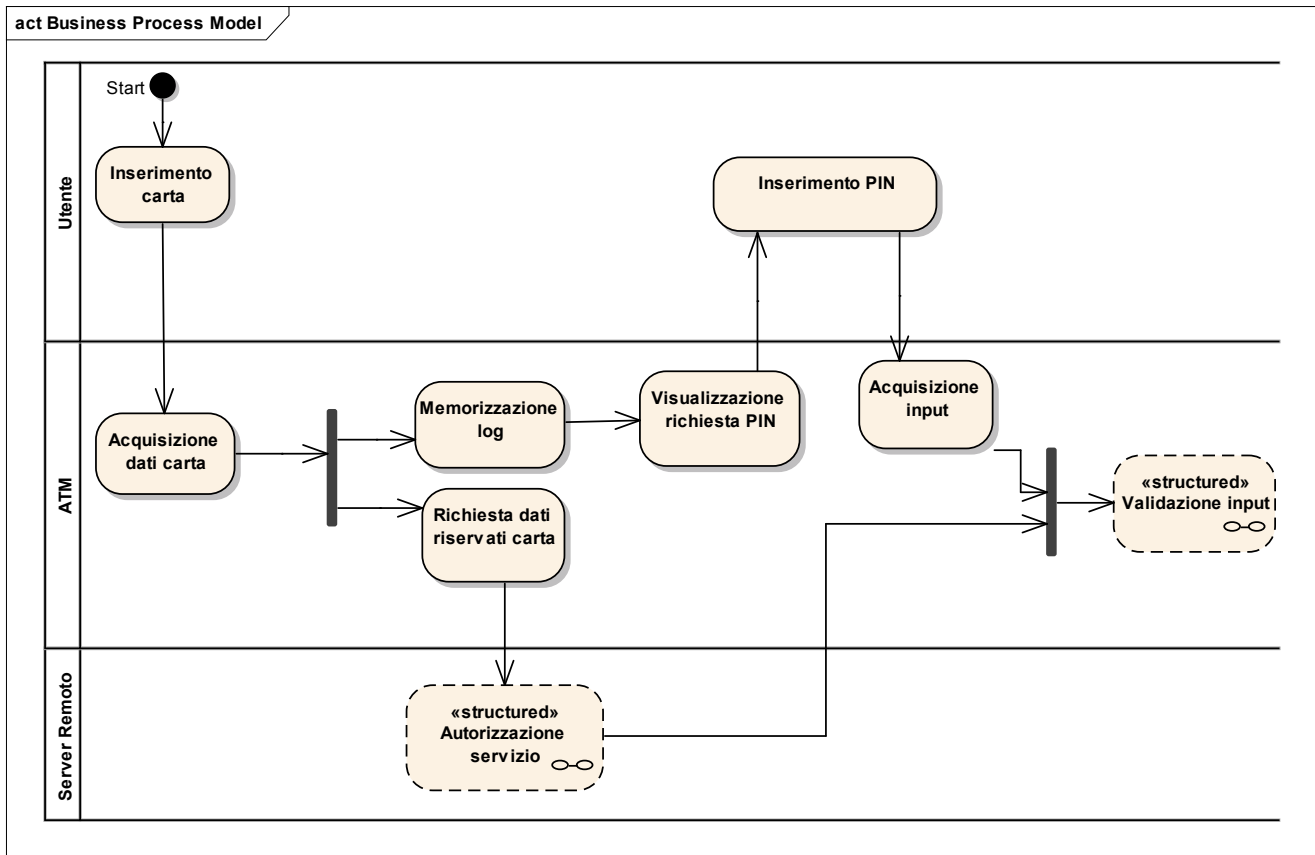 act Business Process Model
Utente
Start
Inserimento
carta
Inserimento PIN
ATM
Acquisizione
dati carta
Memorizzazione
log
Visualizzazione
richiesta PIN
Acquisizione
input
Richiesta dati
riservati carta
«structured»
Validazione input
Server Remoto
«structured»
Autorizzazione
servizio